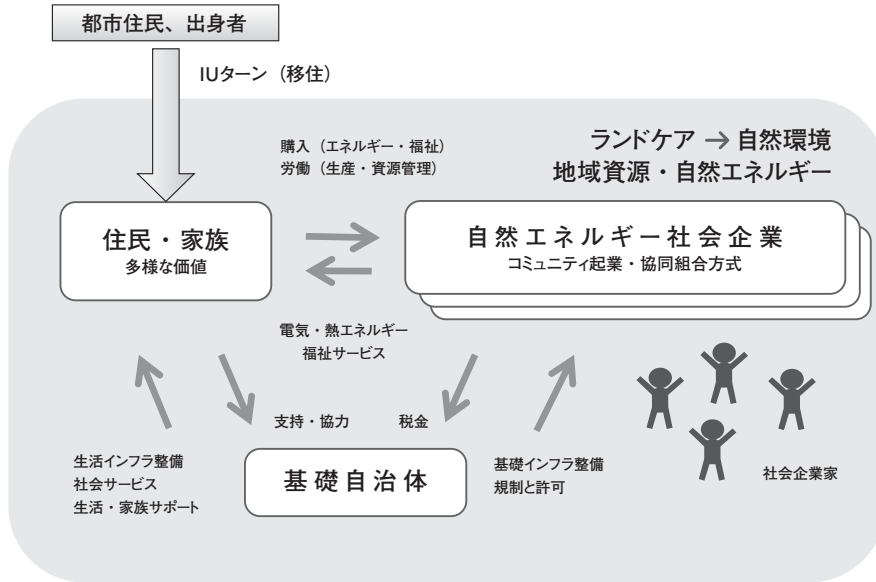 都市住民、出身者
IUターン（移住）
購入（エネルギー・福祉）
労働（生産・資源管理）
ランドケア → 自然環境
地域資源・自然エネルギー
住民・家族
多様な価値
自然エネルギー社会企業
コミュニティ起業・協同組合方式
電気・熱エネルギー
福祉サービス
支持・協力
税金
生活インフラ整備
社会サービス
生活・家族サポート
基礎自治体
基礎インフラ整備
規制と許可
社会企業家